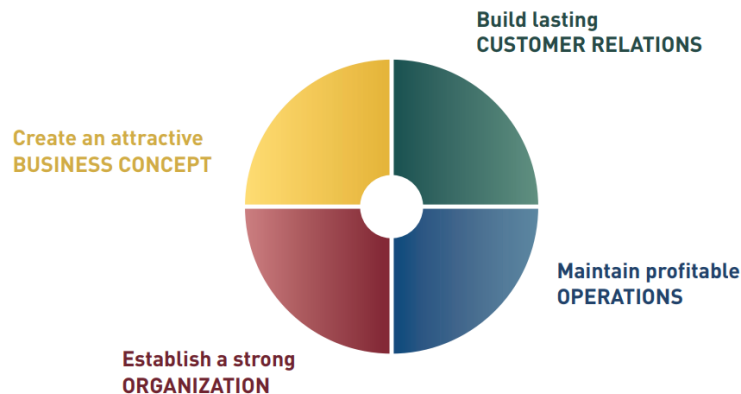 Build lasting
CUSTOMER RELATIONS
Create an attractive
BUSINESS CONCEPT
Maintain profitable
OPERATIONS
Establish a strong
ORGANIZATION